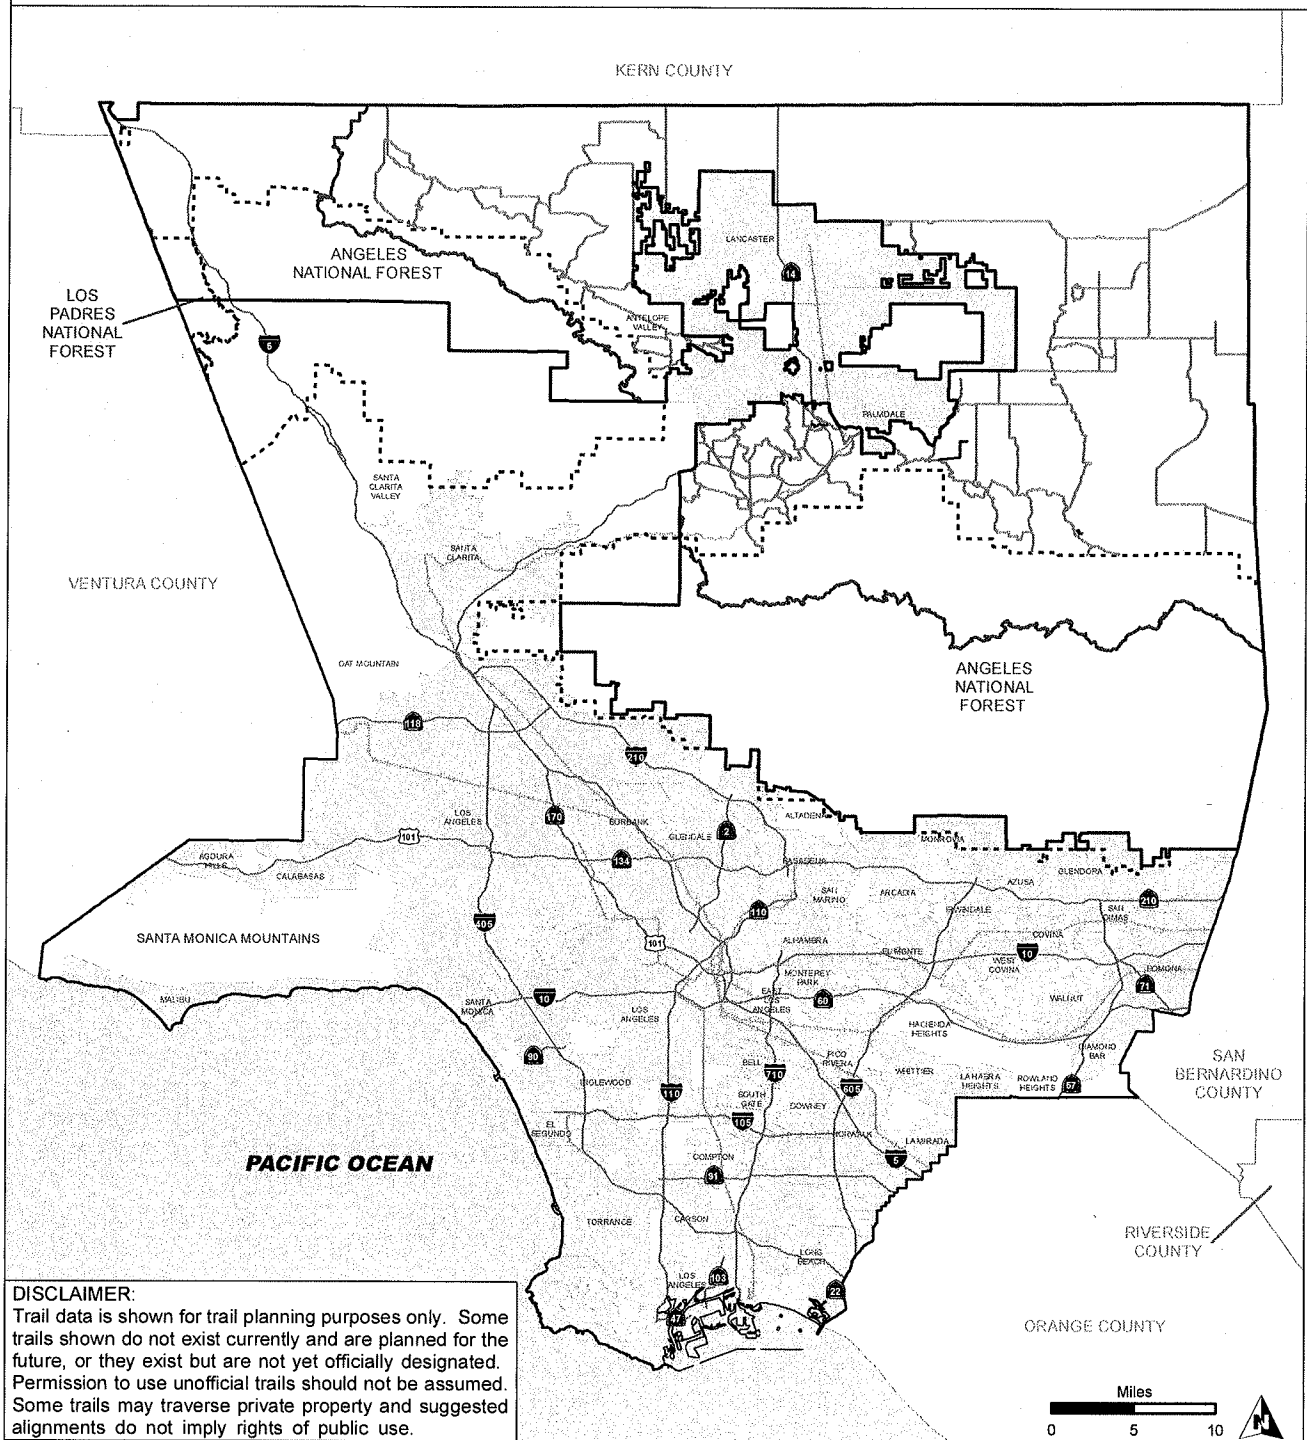 KERN COUNTY
LANCASTER
14
ANGELES
NATIONAL FOREST
LOS
PADRES
NATIONAL
FOREST
ANTELOPE
VALLEY
5
PALMDALE
SANTA
CLARITA
VALLEY
SANTA
CLARITA
VENTURA COUNTY
OAT MOUNTAIN
ANGELES
NATIONAL
FOREST
118
210
LOS
ANGELES
170
BURBANK
ALTADENA
101
GLENDALE
2
MONROVIA
AGOURA
HILLS
134
PASADENA
CALABASAS
GLENDORA
AZUSA
SAN
MARINO
ARCADIA
210
110
IRWINDALE
SAN
DIMAS
405
SANTA MONICA MOUNTAINS
101
ALHAMBRA
EL MONTE
COVINA
10
WEST
COVINA
POMONA
MONTEREY
PARK
71
MALIBU
SANTA
MONICA
10
LOS
ANGELES
EAST
LOS
ANGELES
60
WALNUT
HACIENDA
HEIGHTS
90
DIAMOND
BAR
BELL
PICO
RIVERA
SAN
BERNARDINO
COUNTY
INGLEWOOD
710
WHITTIER
LA HABRA
HEIGHTS
ROWLAND
HEIGHTS
57
110
SOUTH
GATE
605
DOWNEY
105
EL
SEGUNDO
NORWALK
LA MIRADA
PACIFIC OCEAN
COMPTON
5
91
TORRANCE
CARSON
RIVERSIDE
COUNTY
LONG
BEACH
LOS
ANGELES
103
22
47
ORANGE COUNTY
DISCLAIMER:
Trail data is shown for trail planning purposes only. Some
trails shown do not exist currently and are planned for the
future, or they exist but are not yet officially designated.
Permission to use unofficial trails should not be assumed.
Some trails may traverse private property and suggested
alignments do not imply rights of public use.
Miles
0 5 10
N